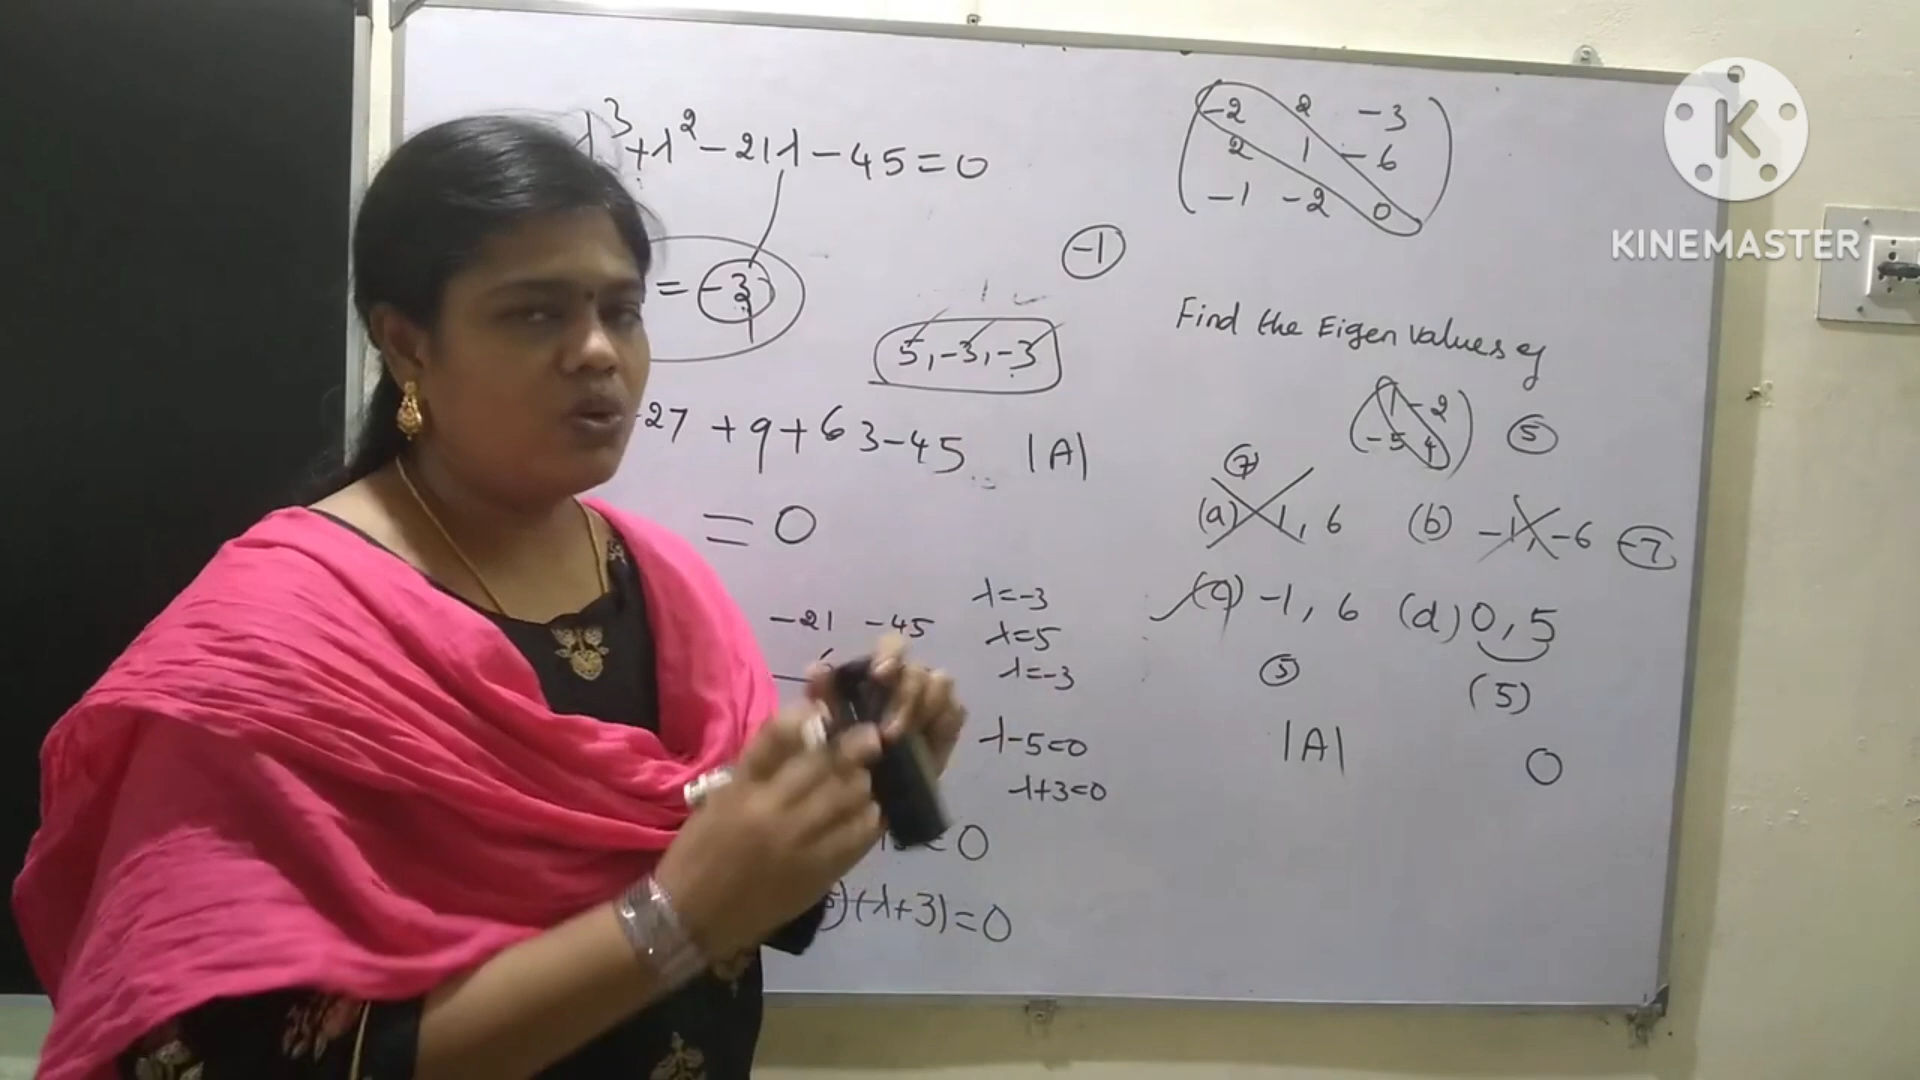 λ³+λ²-21λ-45=0
=-3
5,-3,-3
-27 +9+63-45
|A|
=0
-21 -45
λ=-3
λ=5
λ=-3
λ-5=0
λ+3=0
=0
(λ+3)=0
-2 2 -3
2 1 -6
-1 -2 0
-1
Find the Eigen values of
1 -2
-5 4
5
7
(a) 1, 6 (b) -1, -6 -7
(c) -1, 6 (d) 0, 5
5 (5)
|A| 0
K
KINEMASTER